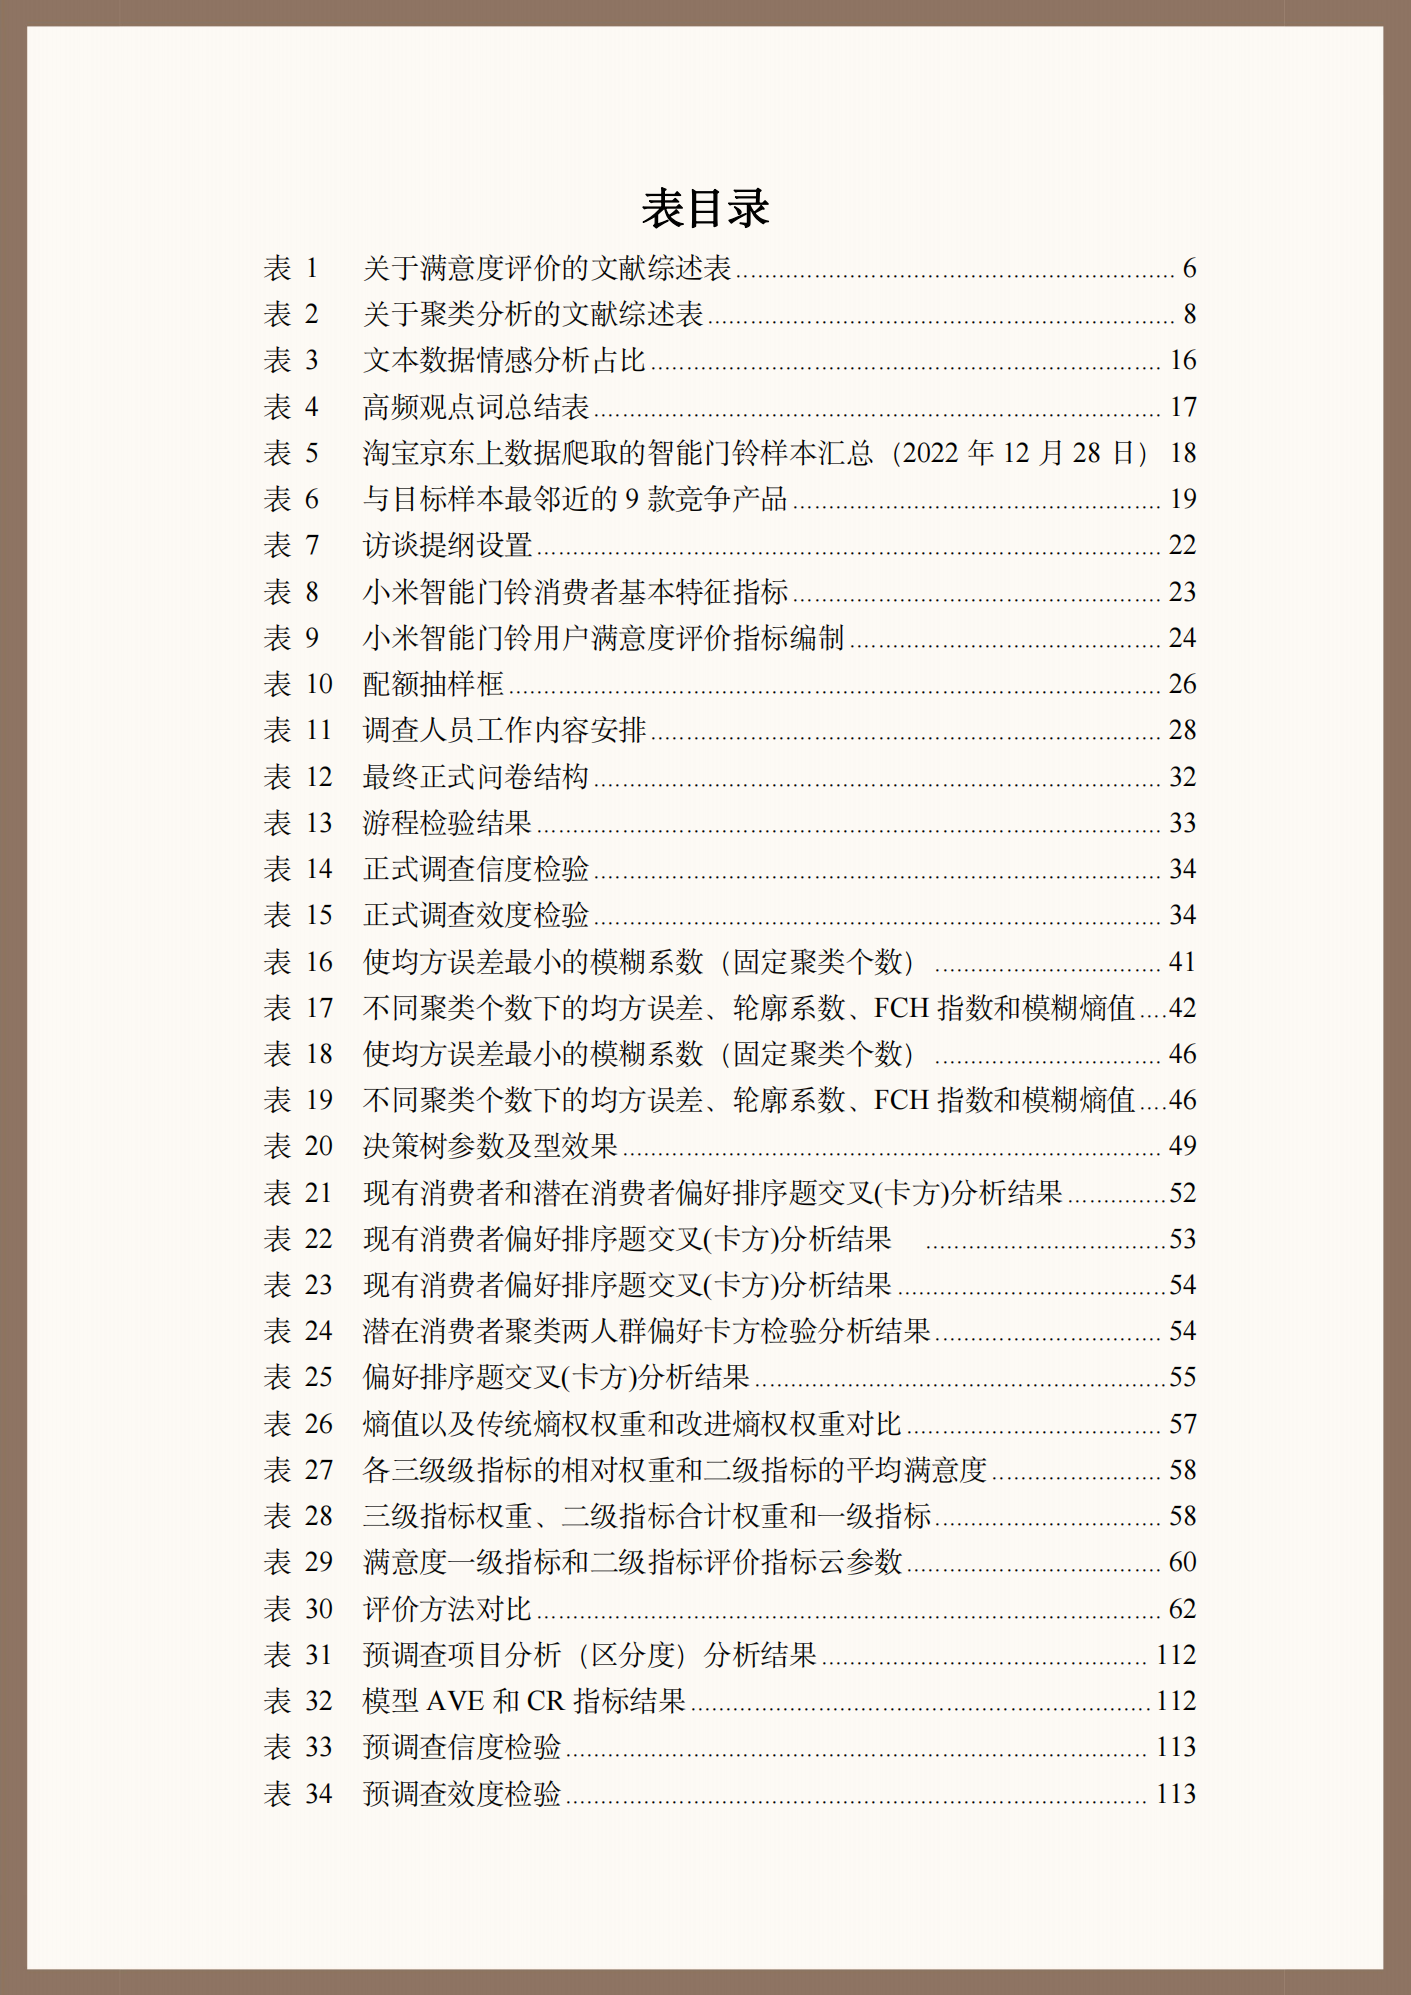 表目录
表 1 关于满意度评价的文献综述表 6
表 2 关于聚类分析的文献综述表 8
表 3 文本数据情感分析占比 16
表 4 高频观点词总结表 17
表 5 淘宝京东上数据爬取的智能门铃样本汇总（2022 年 12 月 28 日） 18
表 6 与目标样本最邻近的 9 款竞争产品 19
表 7 访谈提纲设置 22
表 8 小米智能门铃消费者基本特征指标 23
表 9 小米智能门铃用户满意度评价指标编制 24
表 10 配额抽样框 26
表 11 调查人员工作内容安排 28
表 12 最终正式问卷结构 32
表 13 游程检验结果 33
表 14 正式调查信度检验 34
表 15 正式调查效度检验 34
表 16 使均方误差最小的模糊系数（固定聚类个数） 41
表 17 不同聚类个数下的均方误差、轮廓系数、FCH 指数和模糊熵值 42
表 18 使均方误差最小的模糊系数（固定聚类个数） 46
表 19 不同聚类个数下的均方误差、轮廓系数、FCH 指数和模糊熵值 46
表 20 决策树参数及型效果 49
表 21 现有消费者和潜在消费者偏好排序题交叉(卡方)分析结果 52
表 22 现有消费者偏好排序题交叉(卡方)分析结果 53
表 23 现有消费者偏好排序题交叉(卡方)分析结果 54
表 24 潜在消费者聚类两人群偏好卡方检验分析结果 54
表 25 偏好排序题交叉(卡方)分析结果 55
表 26 熵值以及传统熵权权重和改进熵权权重对比 57
表 27 各三级级指标的相对权重和二级指标的平均满意度 58
表 28 三级指标权重、二级指标合计权重和一级指标 58
表 29 满意度一级指标和二级指标评价指标云参数 60
表 30 评价方法对比 62
表 31 预调查项目分析（区分度）分析结果 112
表 32 模型 AVE 和 CR 指标结果 112
表 33 预调查信度检验 113
表 34 预调查效度检验 113